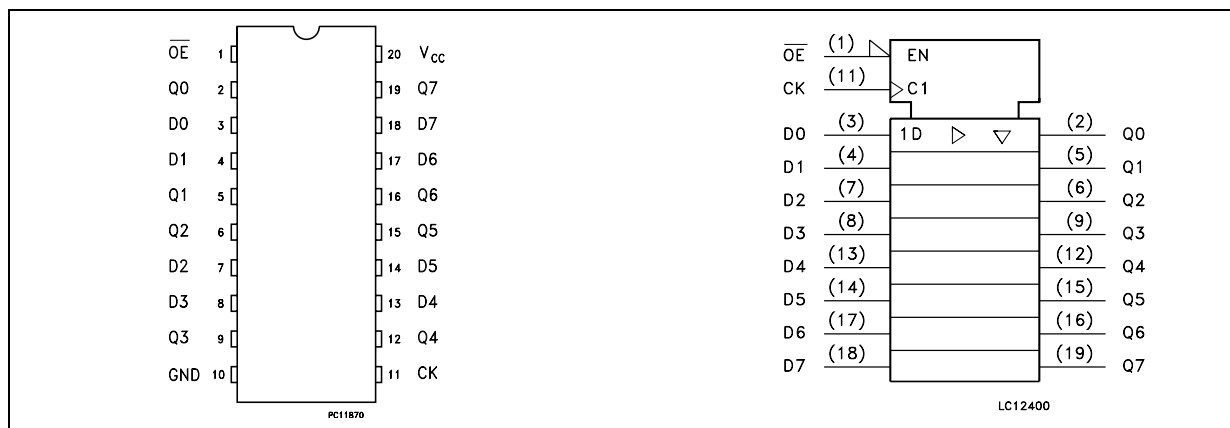 O̅E̅ 1 20 VCC
Q0 2 19 Q7
D0 3 18 D7
D1 4 17 D6
Q1 5 16 Q6
Q2 6 15 Q5
D2 7 14 D5
D3 8 13 D4
Q3 9 12 Q4
GND 10 11 CK
PC11870
O̅E̅ (1) EN
CK (11) C1
D0 (3) 1D (2) Q0
D1 (4) (5) Q1
D2 (7) (6) Q2
D3 (8) (9) Q3
D4 (13) (12) Q4
D5 (14) (15) Q5
D6 (17) (16) Q6
D7 (18) (19) Q7
LC12400